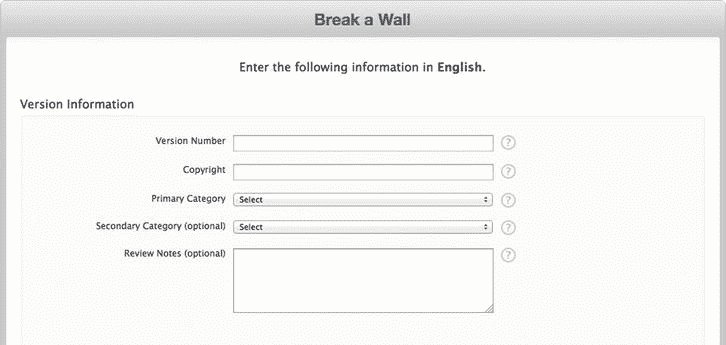 Break a Wall
Enter the following information in English.
Version Information
Version Number ?
Copyright ?
Primary Category Select ?
Secondary Category (optional) Select ?
Review Notes (optional) ?